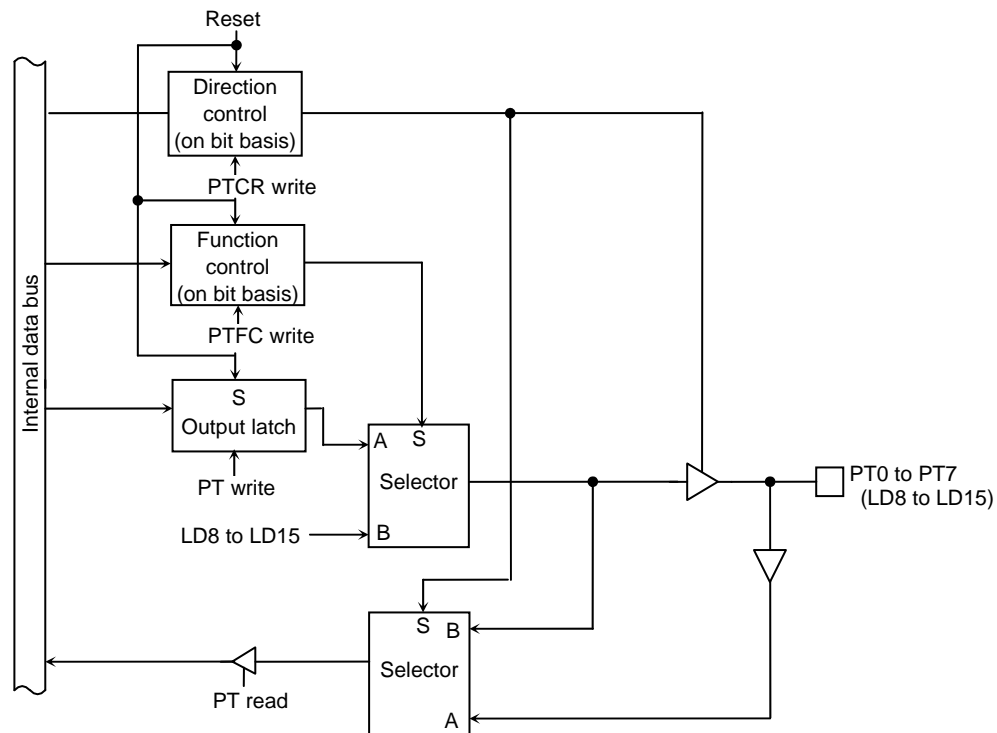 Reset
Direction
control
(on bit basis)
PTCR write
Function
control
(on bit basis)
PTFC write
Internal data bus
S
Output latch
PT write
A
S
Selector
B
LD8 to LD15
PT0 to PT7
(LD8 to LD15)
S
B
Selector
A
PT read